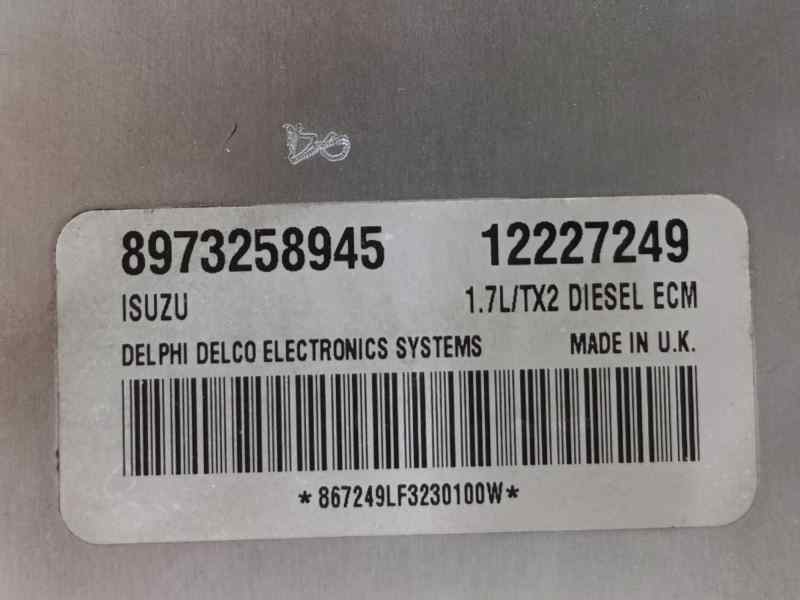 8973258945 12227249
ISUZU 1.7L/TX2 DIESEL ECM
DELPHI DELCO ELECTRONICS SYSTEMS MADE IN U.K.
*867249LF3230100W*